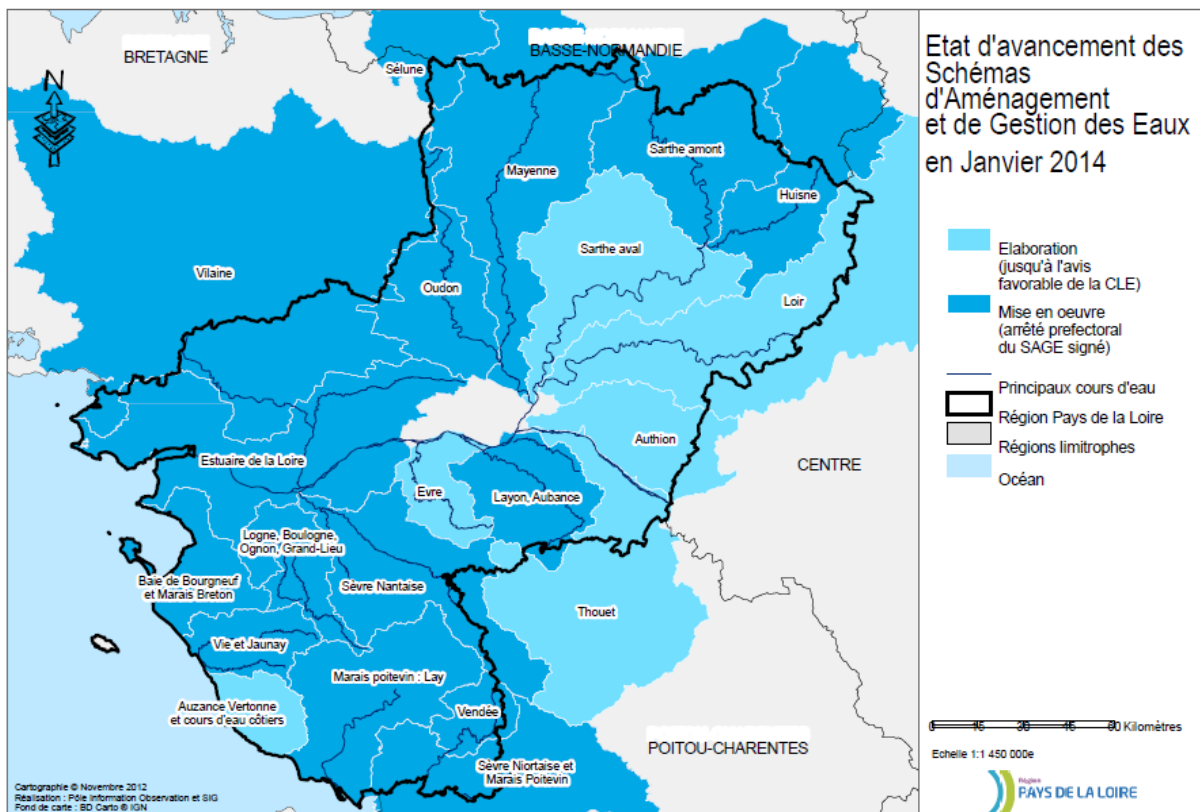 BRETAGNE
BASSE-NORMANDIE
Sélune
N
Mayenne
Sarthe amont
Huisne
Sarthe aval
Vilaine
Oudon
Loir
Authion
CENTRE
Estuaire de la Loire
Evre
Layon, Aubance
Logne, Boulogne,
Ognon, Grand-Lieu
Baie de Bourgneuf
et Marais Breton
Sèvre Nantaise
Thouet
Vie et Jaunay
Marais poitevin : Lay
Auzance Vertonne
et cours d'eau côtiers
Vendée
Sèvre Niortaise et
Marais Poitevin
POITOU-CHARENTES
Cartographie © Novembre 2012
Réalisation : Pôle Information Observation et SIG
Fond de carte : BD Carto ® IGN
Etat d'avancement des
Schémas
d'Aménagement
et de Gestion des Eaux
en Janvier 2014
Elaboration
(jusqu'à l'avis
favorable de la CLE)
Mise en oeuvre
(arrêté prefectoral
du SAGE signé)
Principaux cours d'eau
Région Pays de la Loire
Régions limitrophes
Océan
0 15 30 45 60 Kilomètres
Echelle 1:1 450 000e
Région
PAYS DE LA LOIRE